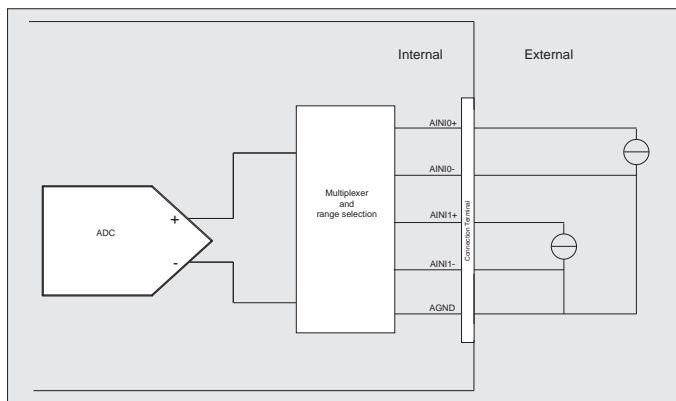 Internal
External
AINI0+
AINI0-
Multiplexer
and
range selection
AINI1+
ADC
+
-
AINI1-
AGND
Connection Terminal